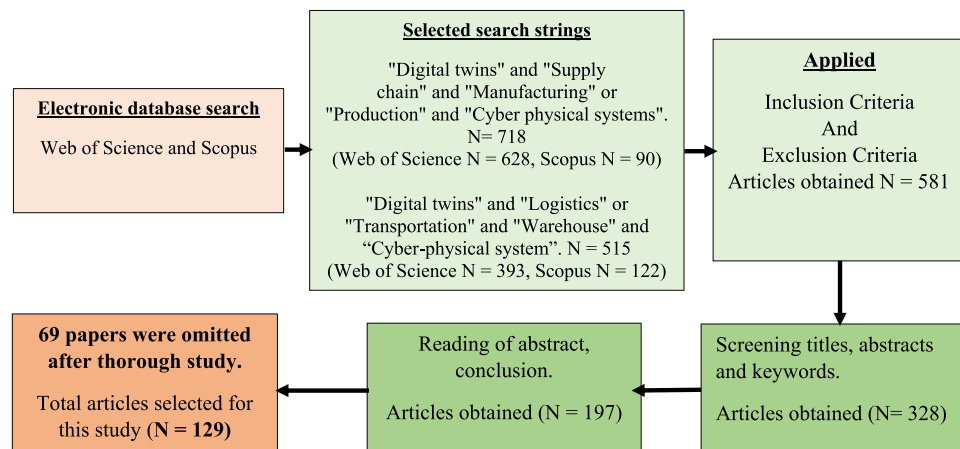 Electronic database search
Web of Science and Scopus
Selected search strings
"Digital twins" and "Supply
chain" and "Manufacturing" or
"Production" and "Cyber physical systems".
N= 718
(Web of Science N = 628, Scopus N = 90)
"Digital twins" and "Logistics" or
"Transportation" and "Warehouse" and
“Cyber-physical system”. N = 515
(Web of Science N = 393, Scopus N = 122)
Applied
Inclusion Criteria
And
Exclusion Criteria
Articles obtained N = 581
Screening titles, abstracts
and keywords.
Articles obtained (N= 328)
Reading of abstract,
conclusion.
Articles obtained (N = 197)
69 papers were omitted
after thorough study.
Total articles selected for
this study (N = 129)